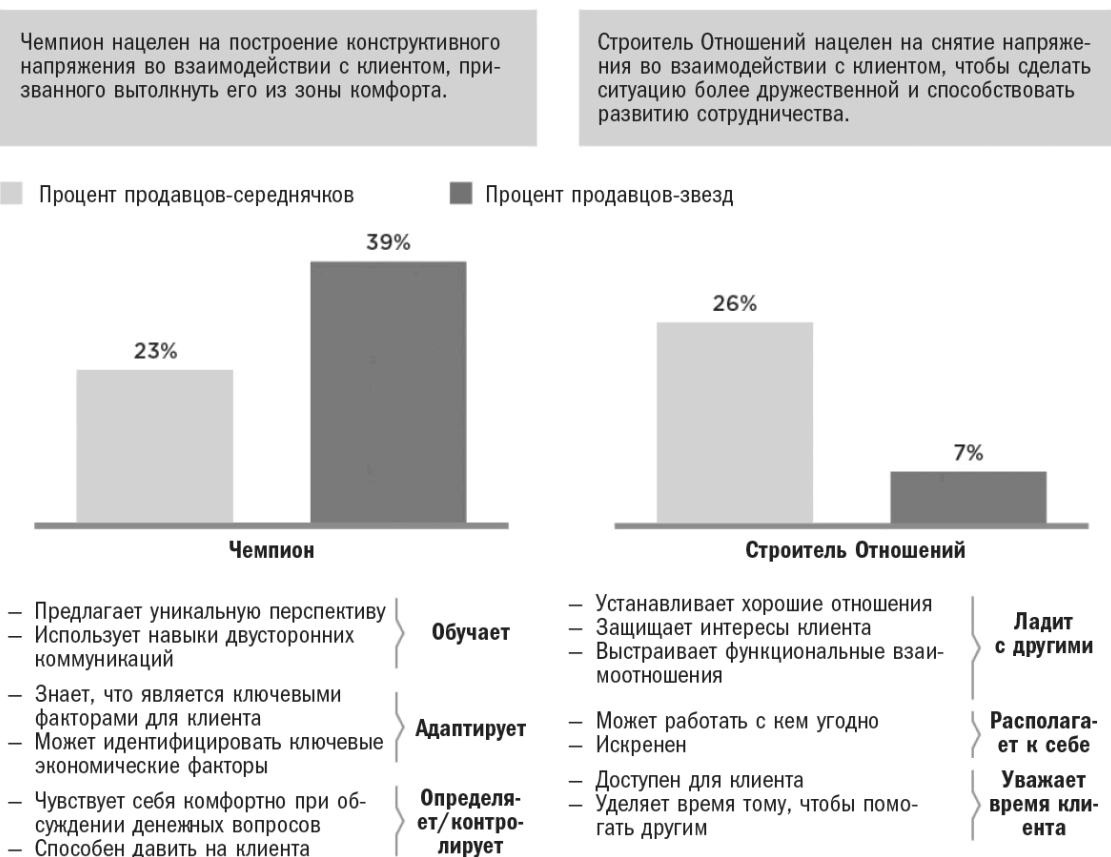 Чемпион нацелен на построение конструктивного
напряжения во взаимодействии с клиентом, при-
званного вытолкнуть его из зоны комфорта.
Строитель Отношений нацелен на снятие напряже-
ния во взаимодействии с клиентом, чтобы сделать
ситуацию более дружественной и способствовать
развитию сотрудничества.
Процент продавцов-середнячков
Процент продавцов-звезд
23%
39%
Чемпион
26%
7%
Строитель Отношений
— Предлагает уникальную перспективу
— Использует навыки двусторонних
коммуникаций
Обучает
— Знает, что является ключевыми
факторами для клиента
— Может идентифицировать ключевые
экономические факторы
Адаптирует
— Чувствует себя комфортно при об-
суждении денежных вопросов
— Способен давить на клиента
Определя-
ет/контро-
лирует
— Устанавливает хорошие отношения
— Защищает интересы клиента
— Выстраивает функциональные взаи-
моотношения
Ладит
с другими
— Может работать с кем угодно
— Искренен
Располага-
ет к себе
— Доступен для клиента
— Уделяет время тому, чтобы помо-
гать другим
Уважает
время кли-
ента